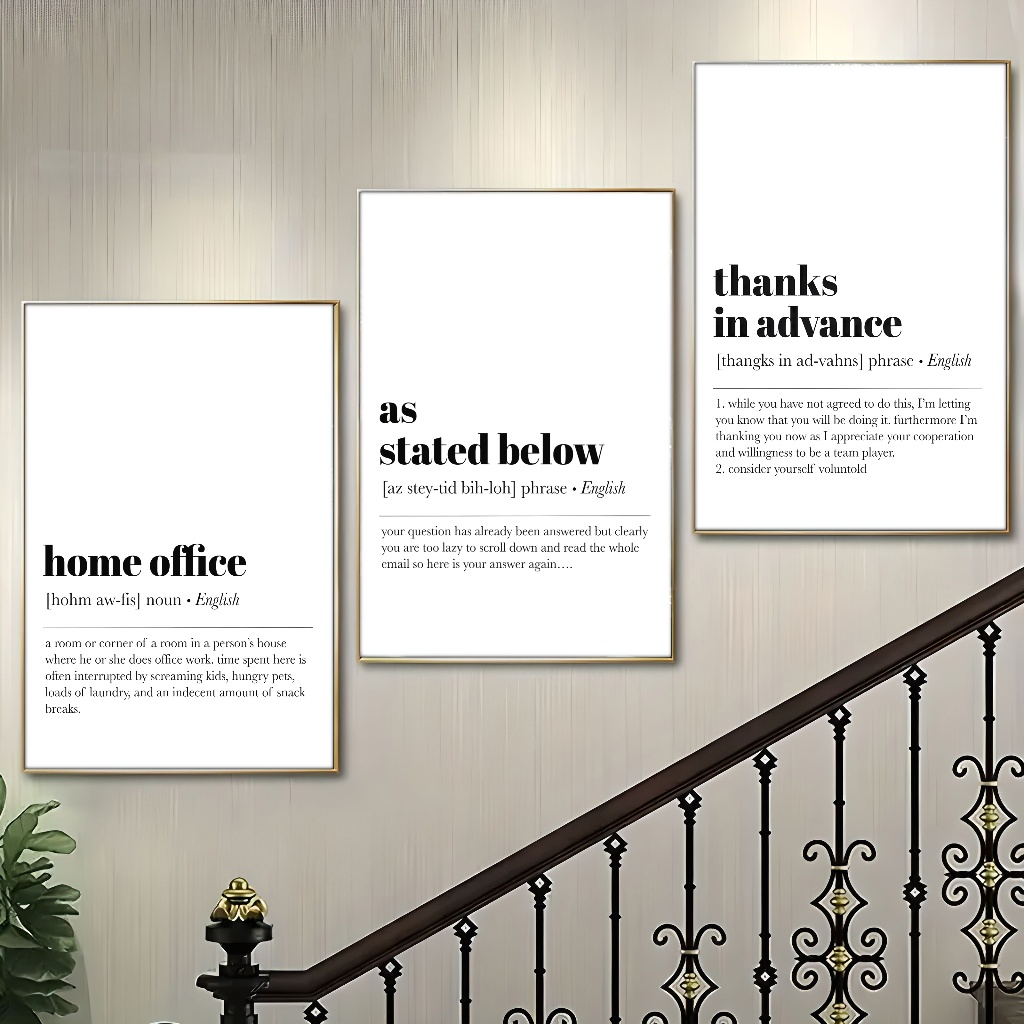 home office
[hohm aw-fis] noun • English
a room or corner of a room in a person's house
where he or she does office work. time spent here is
often interrupted by screaming kids, hungry pets,
loads of laundry, and an indecent amount of snack
breaks.
as
stated below
[az stey-tid bih-loh] phrase • English
your question has already been answered but clearly
you are too lazy to scroll down and read the whole
email so here is your answer again....
thanks
in advance
[thangks in ad-vahns] phrase • English
1. while you have not agreed to do this, I'm letting
you know that you will be doing it. furthermore I'm
thanking you now as I appreciate your cooperation
and willingness to be a team player.
2. consider yourself voluntold